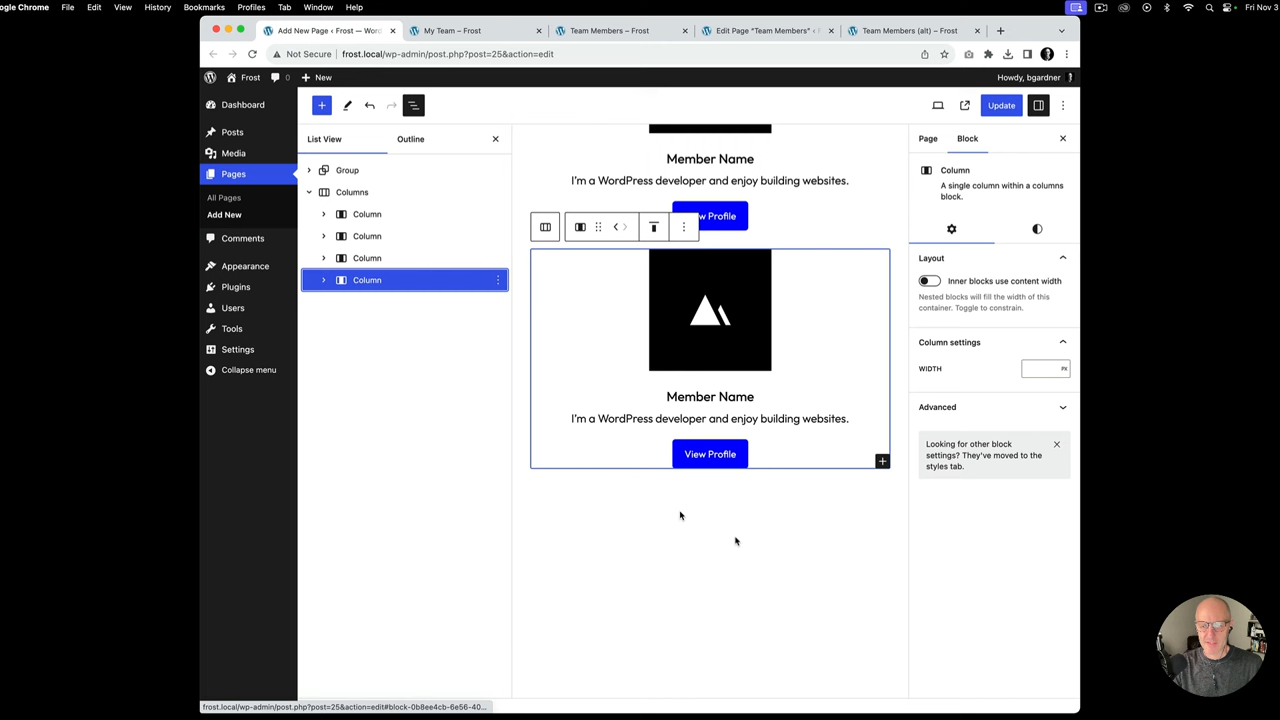 oogle Chrome File Edit View History Bookmarks Profiles Tab Window Help Fri Nov 3
Add New Page ‹ Frost — Wor
My Team – Frost
Team Members – Frost
Edit Page "Team Members" ‹ F
Team Members (alt) – Frost
Not Secure frost.local/wp-admin/post.php?post=25&action=edit
Frost 0 New Howdy, bgardner
Dashboard
Posts
Media
Pages
All Pages
Add New
Comments
Appearance
Plugins
Users
Tools
Settings
Collapse menu
Update
List View Outline
Group
Columns
Column
Column
Column
Column
Member Name
I'm a WordPress developer and enjoy building websites.
w Profile
Member Name
I'm a WordPress developer and enjoy building websites.
View Profile
Page Block
Column
A single column within a columns
block.
Layout
Inner blocks use content width
Nested blocks will fill the width of this
container. Toggle to constrain.
Column settings
WIDTH PX
Advanced
Looking for other block
settings? They've moved to the
styles tab.
frost.local/wp-admin/post.php?post=25&action=edit#block-0b8ee4cb-6e56-40...